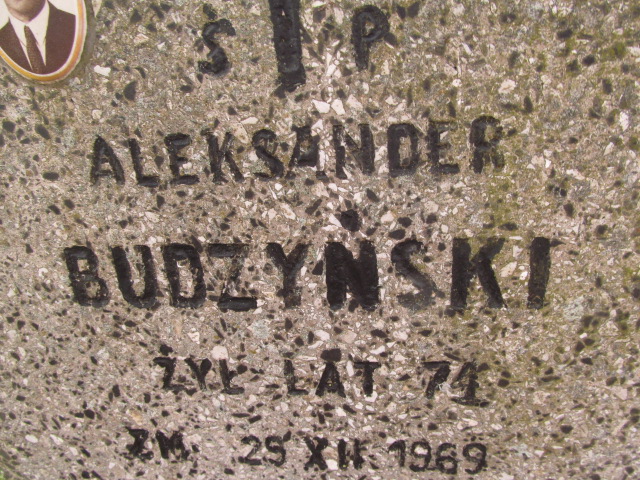 Ś P
ALEKSANDER
BUDZYŃSKI
ŻYŁ LAT 71
ZM. 25 XII 1969